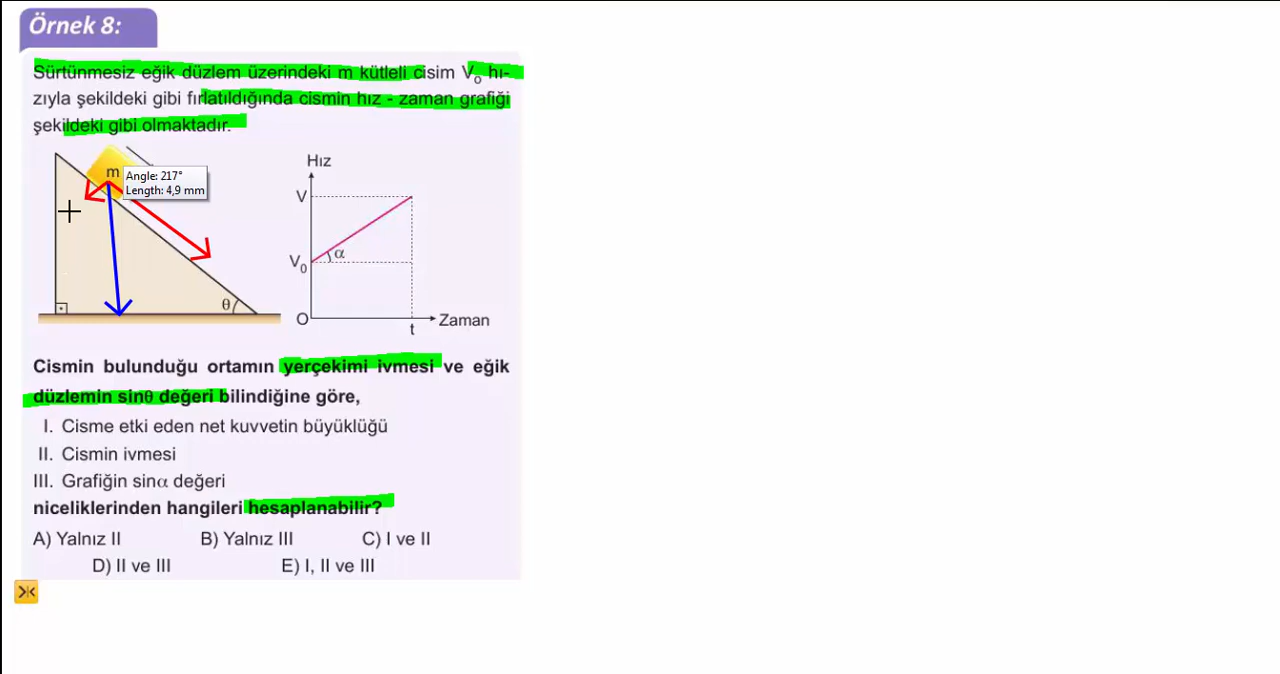 Örnek 8:
Sürtünmesiz eğik düzlem üzerindeki m kütleli cisim V₀ hı-
zıyla şekildeki gibi fırlatıldığında cismin hız - zaman grafiği
şekildeki gibi olmaktadır.
m
Angle: 217°
Length: 4,9 mm
θ
Hız
V
V₀
α
O
t
Zaman
Cismin bulunduğu ortamın yerçekimi ivmesi ve eğik
düzlemin sinθ değeri bilindiğine göre,
I. Cisme etki eden net kuvvetin büyüklüğü
II. Cismin ivmesi
III. Grafiğin sinα değeri
niceliklerinden hangileri hesaplanabilir?
A) Yalnız II B) Yalnız III C) I ve II
D) II ve III E) I, II ve III